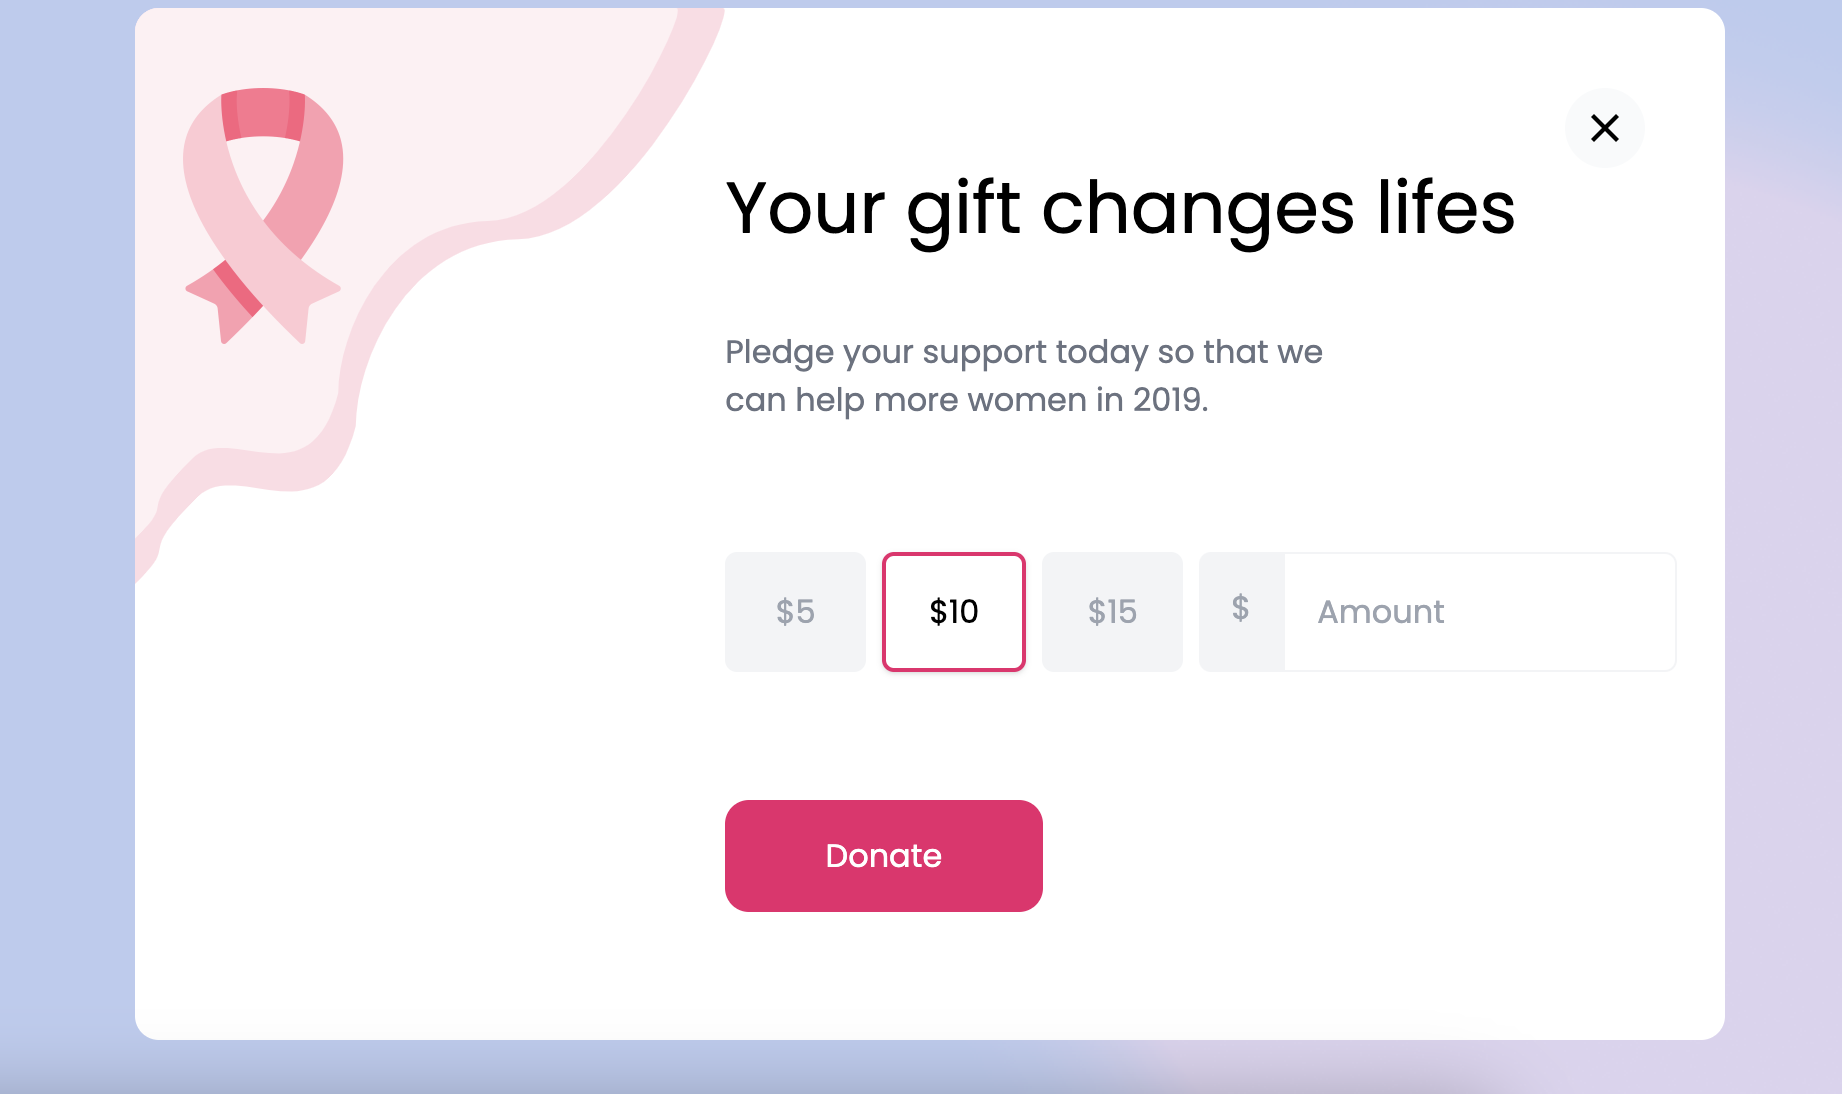 Your gift changes lifes
Pledge your support today so that we
can help more women in 2019.
$5
$10
$15
$
Amount
Donate